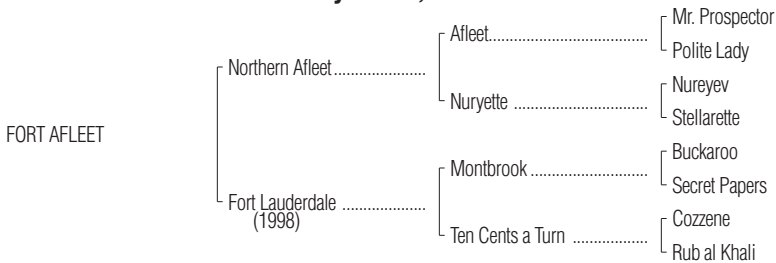 Mr. Prospector
Afleet
Polite Lady
Northern Afleet
Nureyev
Nuryette
Stellarette
FORT AFLEET
Buckaroo
Montbrook
Secret Papers
Fort Lauderdale
(1998)
Cozzene
Ten Cents a Turn
Rub al Khali